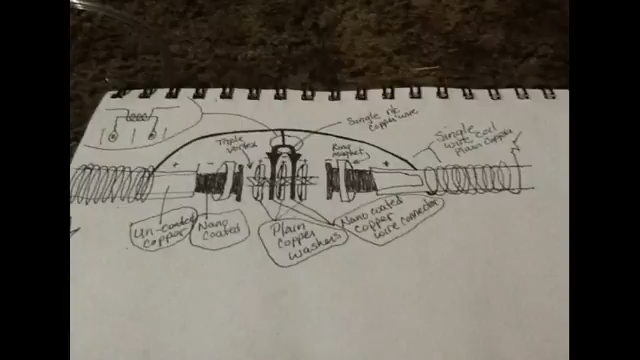 Single
copper wire
Triple
vortex
Ring
magnet
Single
wire coil
Plain copper
+
-
+
Un-coated
copper
Nano
Coated
Plain
Copper
washers
Nano coated
copper
wire connector